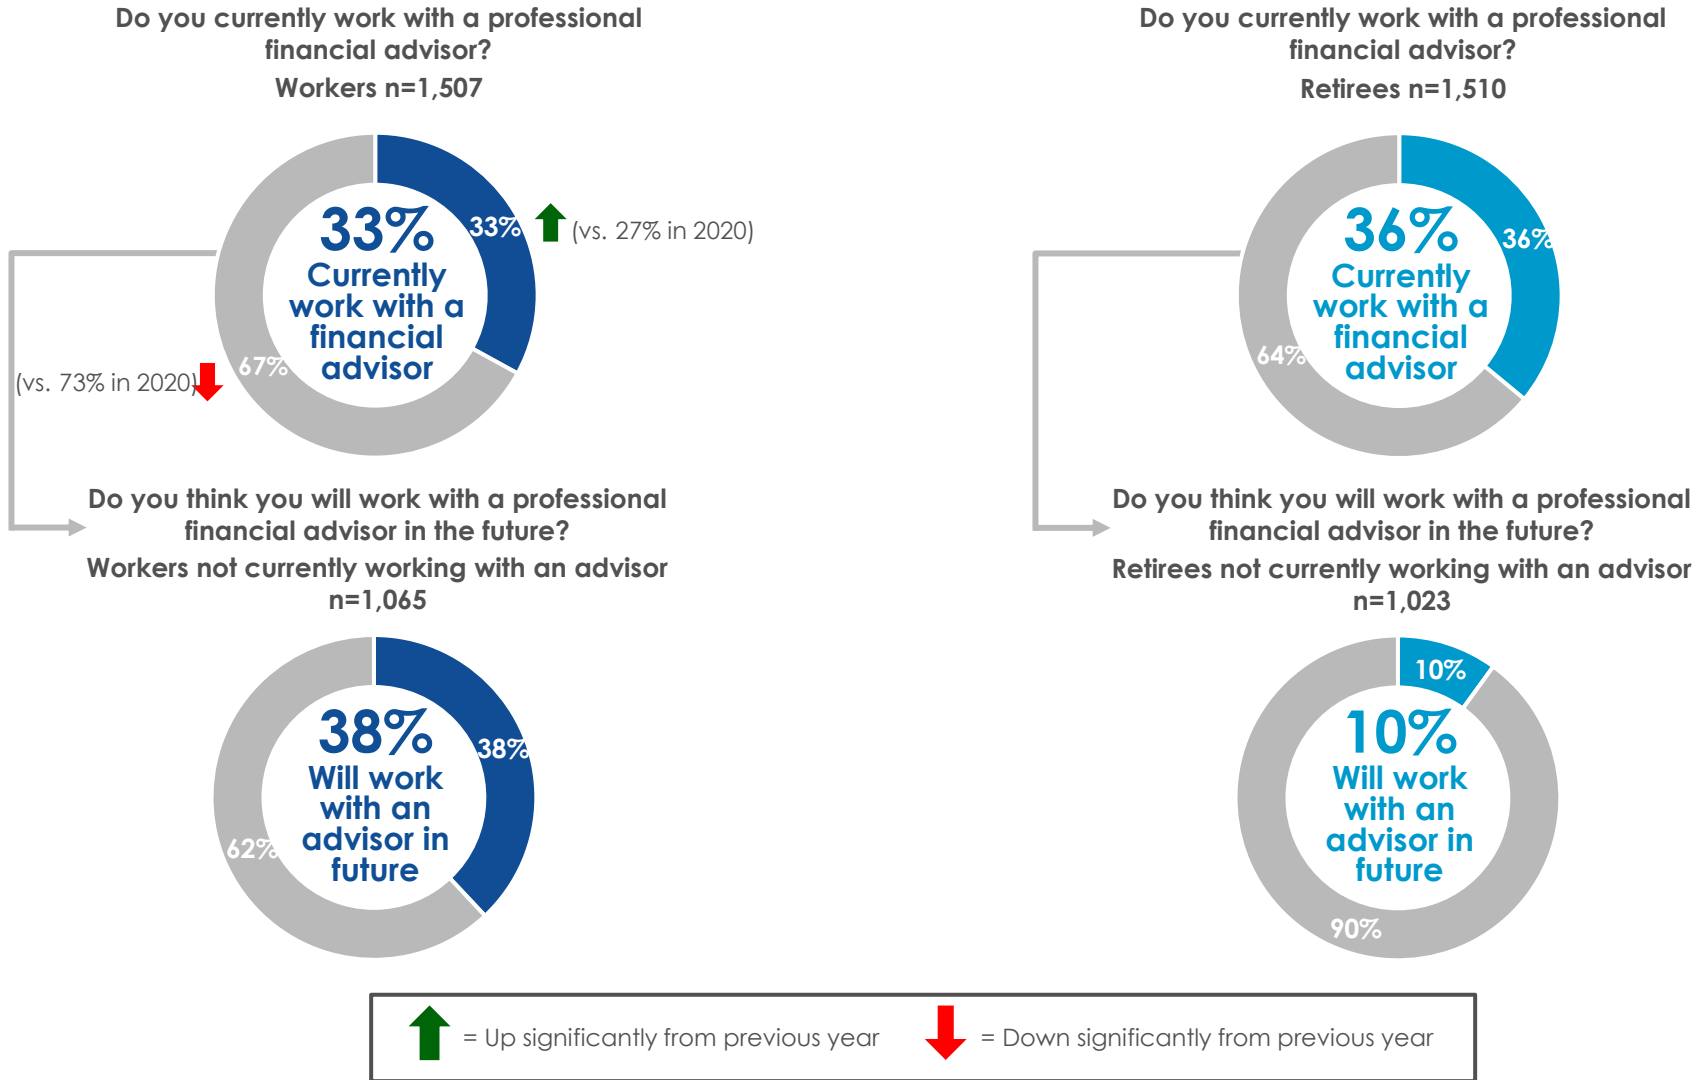 Do you currently work with a professional
financial advisor?
Workers n=1,507
33%
Currently
work with a
financial
advisor
33%
(vs. 27% in 2020)
67%
(vs. 73% in 2020)
Do you think you will work with a professional
financial advisor in the future?
Workers not currently working with an advisor
n=1,065
38%
Will work
with an
advisor in
future
38%
62%
Do you currently work with a professional
financial advisor?
Retirees n=1,510
36%
Currently
work with a
financial
advisor
36%
64%
Do you think you will work with a professional
financial advisor in the future?
Retirees not currently working with an advisor
n=1,023
10%
10%
Will work
with an
advisor in
future
90%
= Up significantly from previous year
= Down significantly from previous year